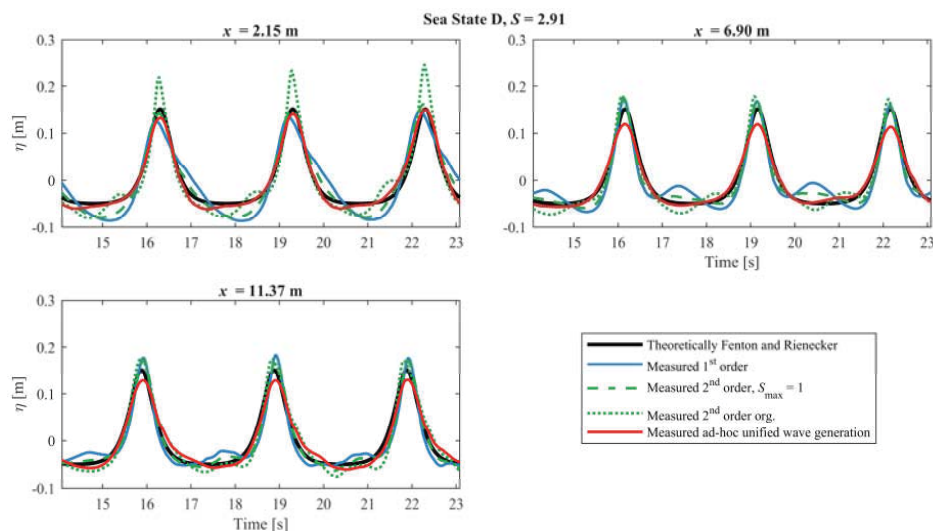 Sea State D, S = 2.91
x = 2.15 m
0.3
0.2
0.1
0
-0.1
η [m]
15 16 17 18 19 20 21 22 23
x = 6.90 m
0.3
0.2
0.1
0
-0.1
η [m]
15 16 17 18 19 20 21 22 23
Time [s]
x = 11.37 m
0.3
0.2
0.1
0
-0.1
η [m]
15 16 17 18 19 20 21 22 23
Time [s]
Theoretically Fenton and Rienecker
Measured 1st order
Measured 2nd order, Smax = 1
Measured 2nd order org.
Measured ad-hoc unified wave generation